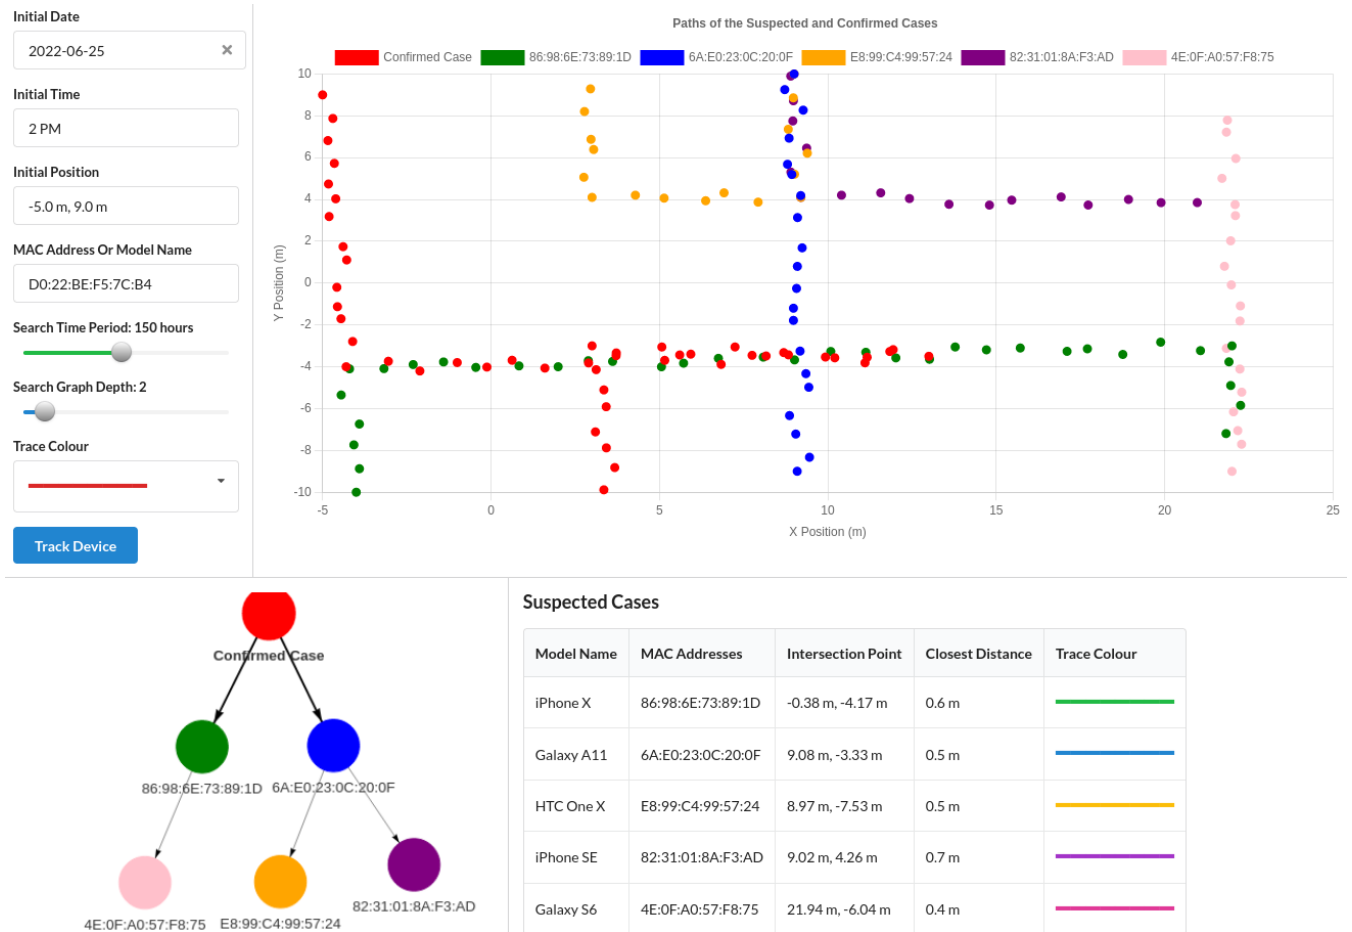 Initial Date
2022-06-25 ×
Initial Time
2 PM
Initial Position
-5.0 m, 9.0 m
MAC Address Or Model Name
D0:22:BE:F5:7C:B4
Search Time Period: 150 hours
Search Graph Depth: 2
Trace Colour
Track Device
Paths of the Suspected and Confirmed Cases
Confirmed Case 86:98:6E:73:89:1D 6A:E0:23:0C:20:0F E8:99:C4:99:57:24 82:31:01:8A:F3:AD 4E:0F:A0:57:F8:75
10
8
6
4
2
0
-2
-4
-6
-8
-10
Y Position (m)
-5 0 5 10 15 20 25
X Position (m)
Confirmed Case
86:98:6E:73:89:1D 6A:E0:23:0C:20:0F
4E:0F:A0:57:F8:75 E8:99:C4:99:57:24 82:31:01:8A:F3:AD
Suspected Cases
Model Name MAC Addresses Intersection Point Closest Distance Trace Colour
iPhone X 86:98:6E:73:89:1D -0.38 m, -4.17 m 0.6 m
Galaxy A11 6A:E0:23:0C:20:0F 9.08 m, -3.33 m 0.5 m
HTC One X E8:99:C4:99:57:24 8.97 m, -7.53 m 0.5 m
iPhone SE 82:31:01:8A:F3:AD 9.02 m, 4.26 m 0.7 m
Galaxy S6 4E:0F:A0:57:F8:75 21.94 m, -6.04 m 0.4 m